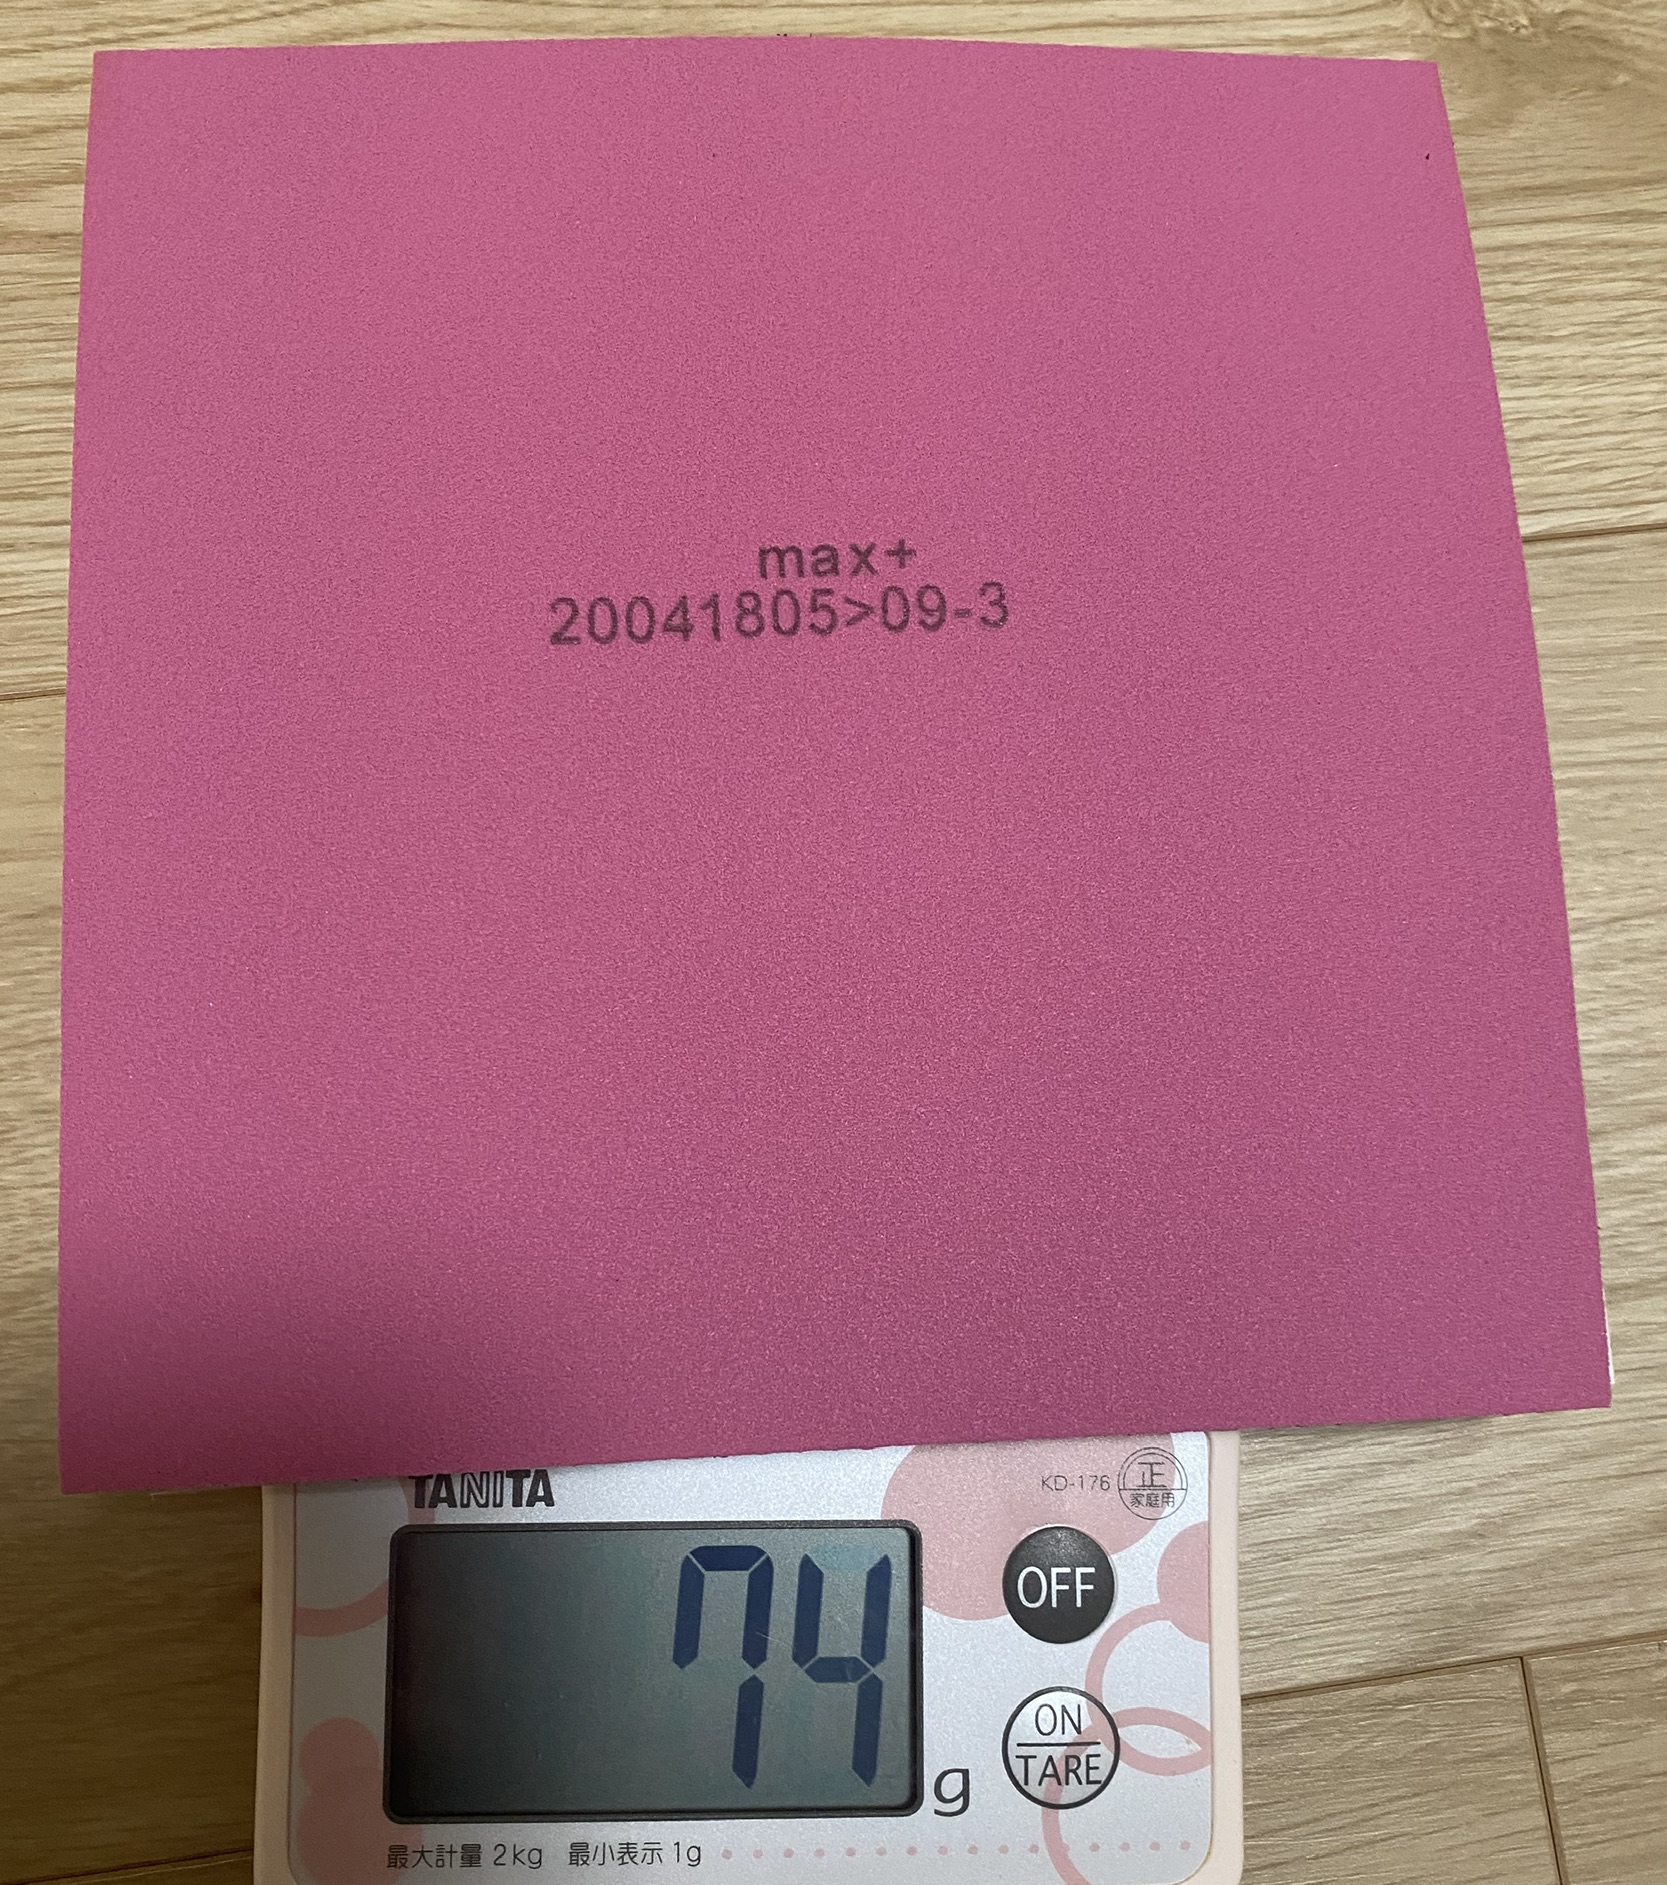 max+
20041805>09-3
TANITA
KD-176
正
家庭用
74
g
OFF
ON
TARE
最大計量 2kg 最小表示 1g